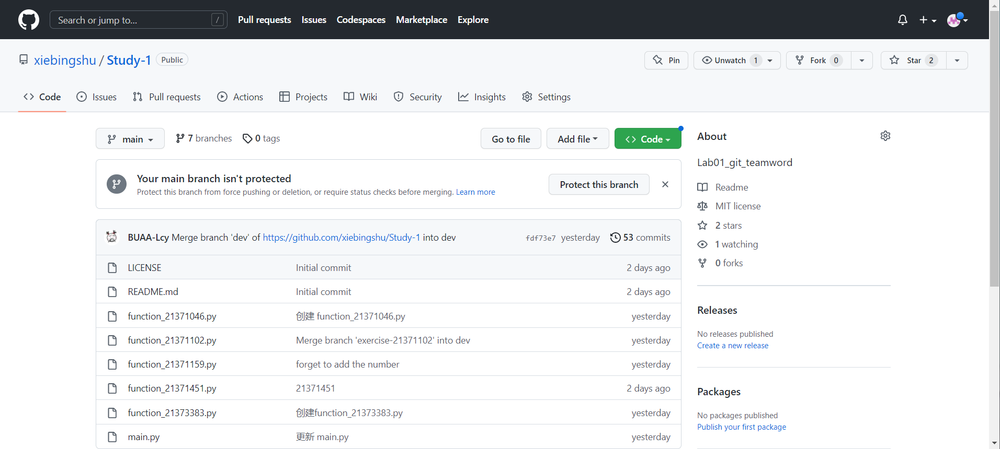 Search or jump to... /
Pull requests Issues Codespaces Marketplace Explore
xiebingshu / Study-1 Public
Pin Unwatch 1 Fork 0 Star 2
Code Issues Pull requests Actions Projects Wiki Security Insights Settings
main 7 branches 0 tags Go to file Add file Code
Your main branch isn't protected
Protect this branch from force pushing or deletion, or require status checks before merging. Learn more
Protect this branch
BUAA-Lcy Merge branch 'dev' of https://github.com/xiebingshu/Study-1 into dev fdf73e7 yesterday 53 commits
LICENSE Initial commit 2 days ago
README.md Initial commit 2 days ago
function_21371046.py 创建 function_21371046.py yesterday
function_21371102.py Merge branch 'exercise-21371102' into dev yesterday
function_21371159.py forget to add the number yesterday
function_21371451.py 21371451 2 days ago
function_21373383.py 创建function_21373383.py yesterday
main.py 更新 main.py yesterday
About
Lab01_git_teamword
Readme
MIT license
2 stars
1 watching
0 forks
Releases
No releases published
Create a new release
Packages
No packages published
Publish your first package